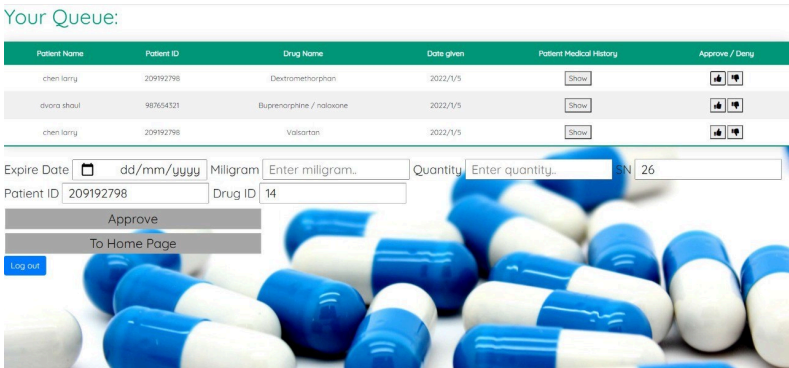 Your Queue:
Patient Name Patient ID Drug Name Date given Patient Medical History Approve / Deny
chen larry 209192798 Dextromethorphan 2022/1/5 Show
dvora shaul 987654321 Buprenorphine / naloxone 2022/1/5 Show
chen larry 209192798 Valsartan 2022/1/5 Show
Expire Date dd/mm/yyyy Miligram Enter miligram.. Quantity Enter quantity.. SN 26
Patient ID 209192798 Drug ID 14
Approve
To Home Page
Log out